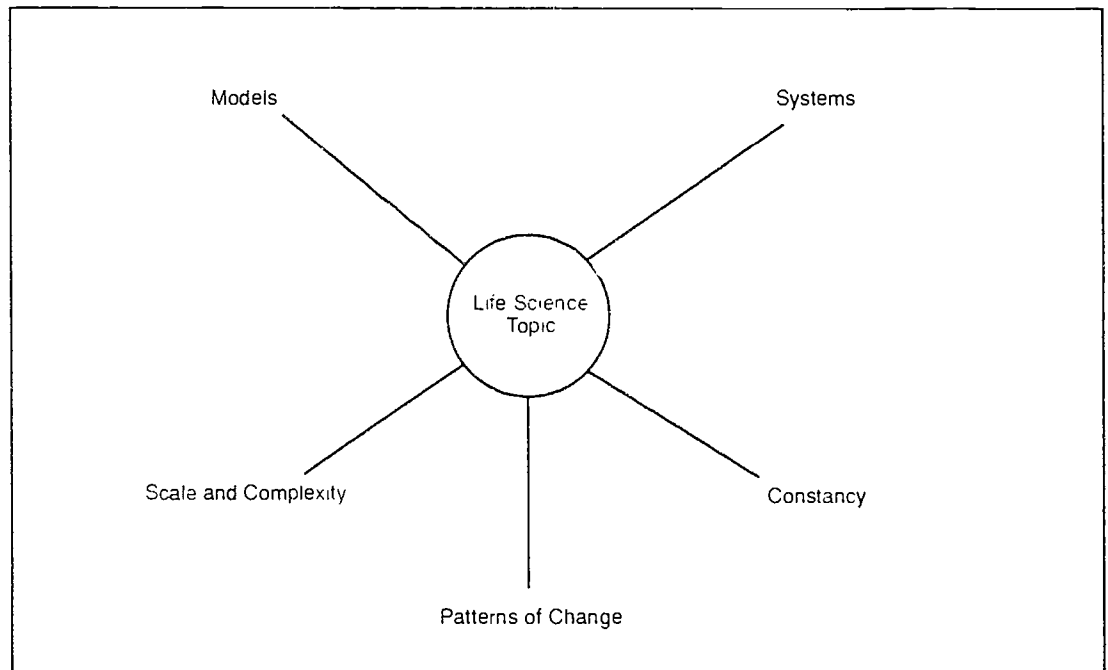 Models
Systems
Life Science
Topic
Scale and Complexity
Constancy
Patterns of Change